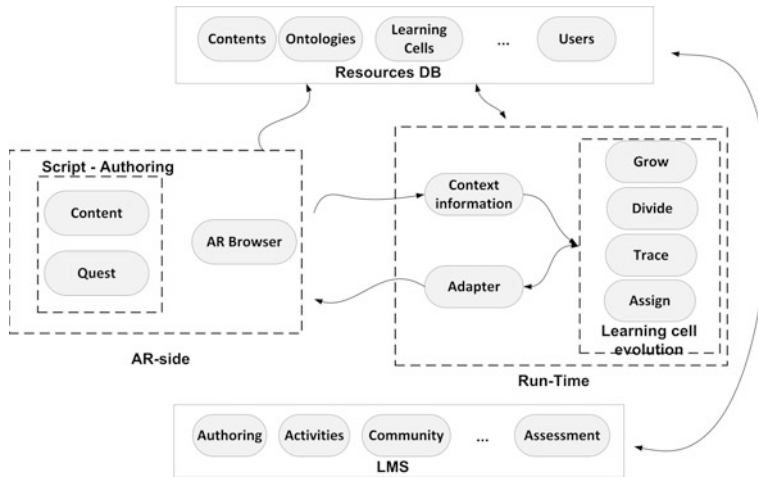 Contents
Ontologies
Learning
Cells
...
Users
Resources DB
Script - Authoring
Content
Quest
AR Browser
AR-side
Context
information
Adapter
Grow
Divide
Trace
Assign
Learning cell
evolution
Run-Time
Authoring
Activities
Community
...
Assessment
LMS